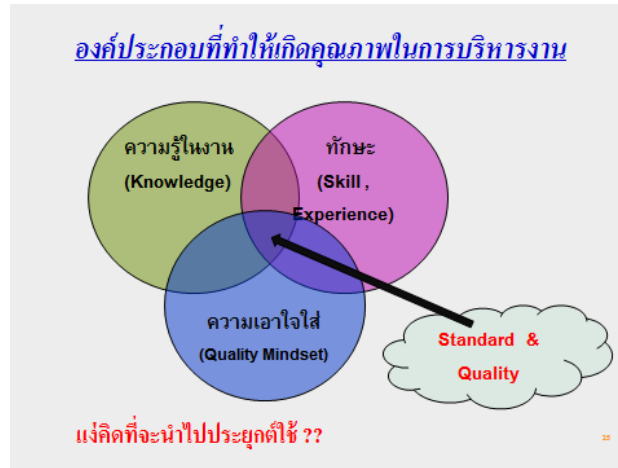 องค์ประกอบที่ทำให้เกิดคุณภาพในการบริหารงาน
ความรู้ในงาน
(Knowledge)
ทักษะ
(Skill ,
Experience)
ความเอาใจใส่
(Quality Mindset)
Standard &
Quality
แง่คิดที่จะนำไปประยุกต์ใช้ ??